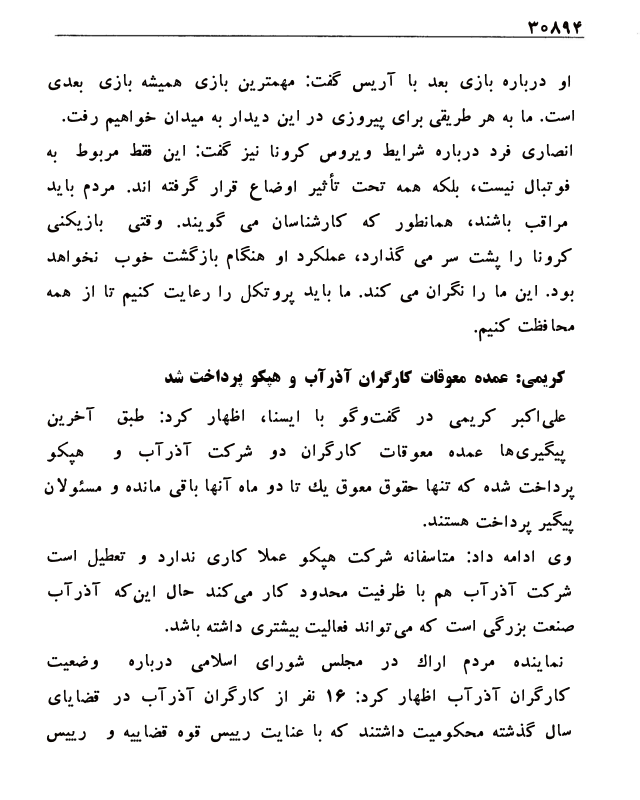 ۳۰۸۹۴
او درباره بازی بعد با آریس گفت: مهمترین بازی همیشه بازی بعدی
است. ما به هر طریقی برای پیروزی در این دیدار به میدان خواهیم رفت.
انصاری فرد درباره شرایط ویروس کرونا نیز گفت: این فقط مربوط به
فوتبال نیست، بلکه همه تحت تأثیر اوضاع قرار گرفته اند. مردم باید
مراقب باشند، همانطور که کارشناسان می گویند. وقتی بازیکنی
کرونا را پشت سر می گذارد، عملکرد او هنگام بازگشت خوب نخواهد
بود. این ما را نگران می کند. ما باید پروتکل را رعایت کنیم تا از همه
محافظت کنیم.
کریمی: عمده معوقات کارگران آذرآب و هپکو پرداخت شد
علی‌اکبر کریمی در گفت‌وگو با ایسنا، اظهار کرد: طبق آخرین
پیگیری‌ها عمده معوقات کارگران دو شرکت آذرآب و هپکو
پرداخت شده که تنها حقوق معوق یك تا دو ماه آنها باقی مانده و مسئولان
پیگیر پرداخت هستند.
وی ادامه داد: متاسفانه شرکت هپکو عملا کاری ندارد و تعطیل است
شرکت آذرآب هم با ظرفیت محدود کار می‌کند حال این‌که آذرآب
صنعت بزرگی است که می‌تواند فعالیت بیشتری داشته باشد.
نماینده مردم اراك در مجلس شورای اسلامی درباره وضعیت
کارگران آذرآب اظهار کرد: ۱۶ نفر از کارگران آذرآب در قضایای
سال گذشته محکومیت داشتند که با عنایت رییس قوه قضاییه و رییس